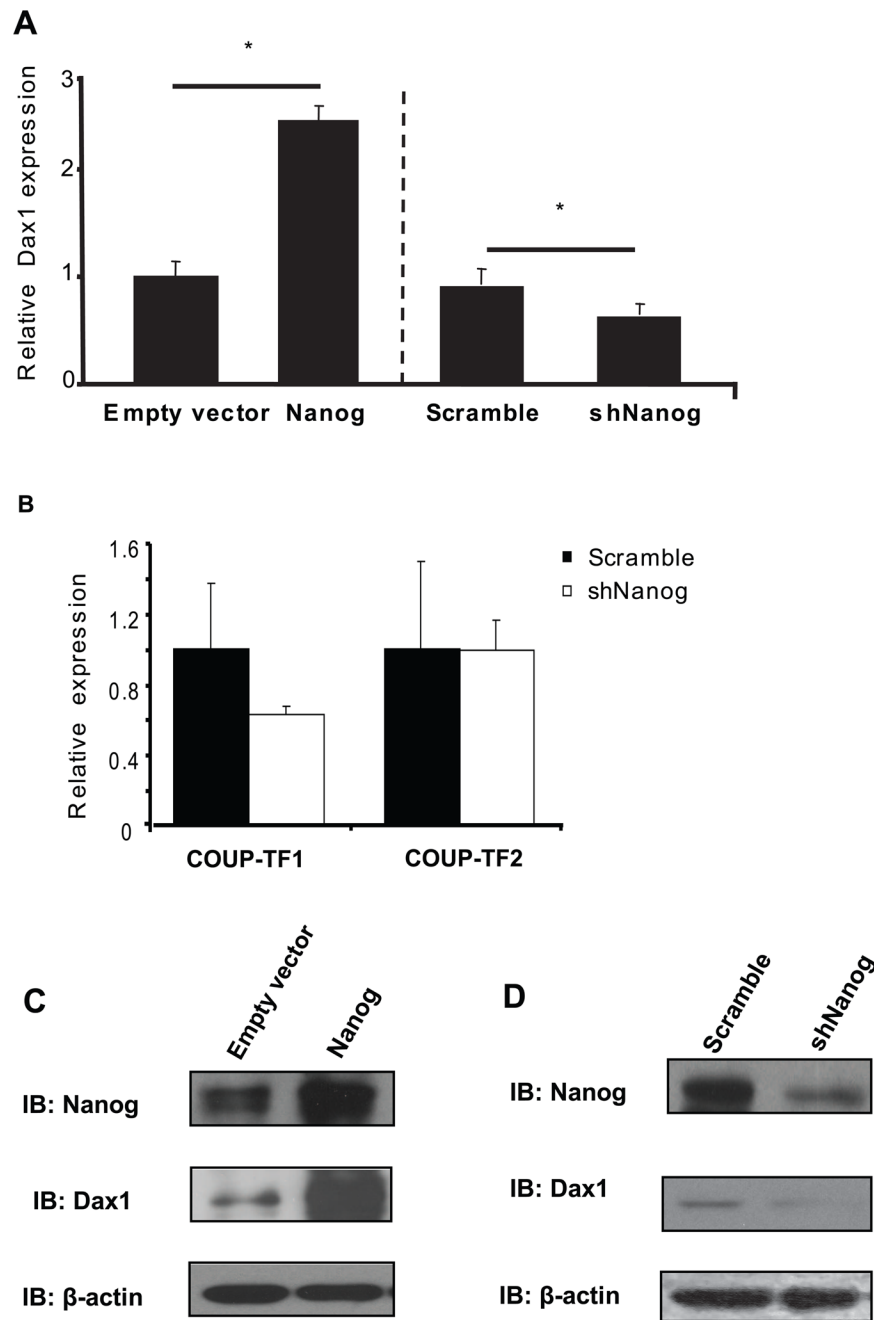 A
*
3
2
1
0
Relative Dax1 expression
*
Empty vector Nanog Scramble shNanog
B
1.6
1.2
0.8
0.4
0
Relative expression
Scramble
shNanog
COUP-TF1 COUP-TF2
C
Empty vector
Nanog
IB: Nanog
IB: Dax1
IB: β-actin
D
Scramble
shNanog
IB: Nanog
IB: Dax1
IB: β-actin